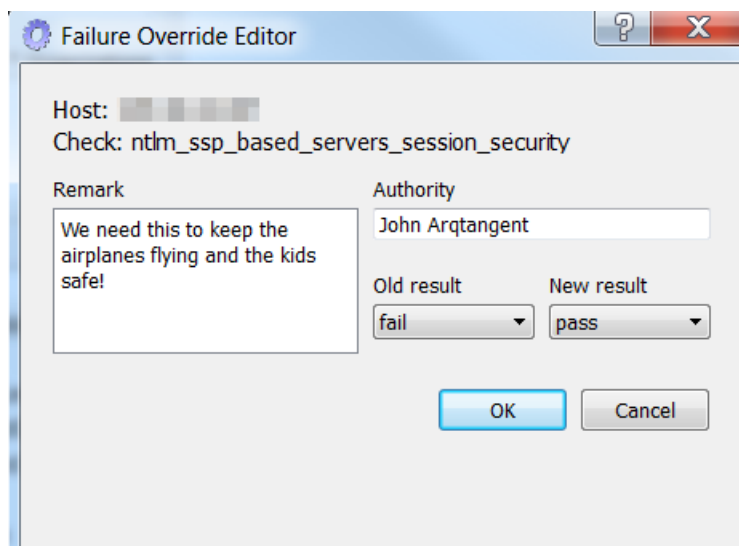 Failure Override Editor
Host:
Check: ntlm_ssp_based_servers_session_security
Remark
We need this to keep the
airplanes flying and the kids
safe!
Authority
John Arqtangent
Old result
New result
fail
pass
OK
Cancel